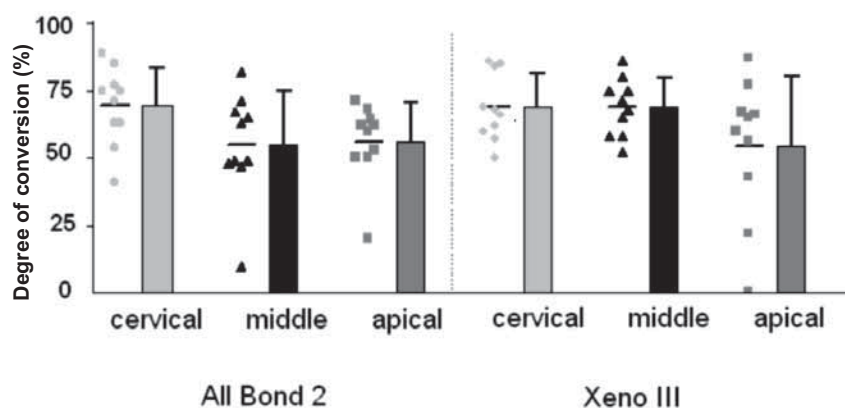 Degree of conversion (%)
100
75
50
25
0
cervical middle apical cervical middle apical
All Bond 2 Xeno III